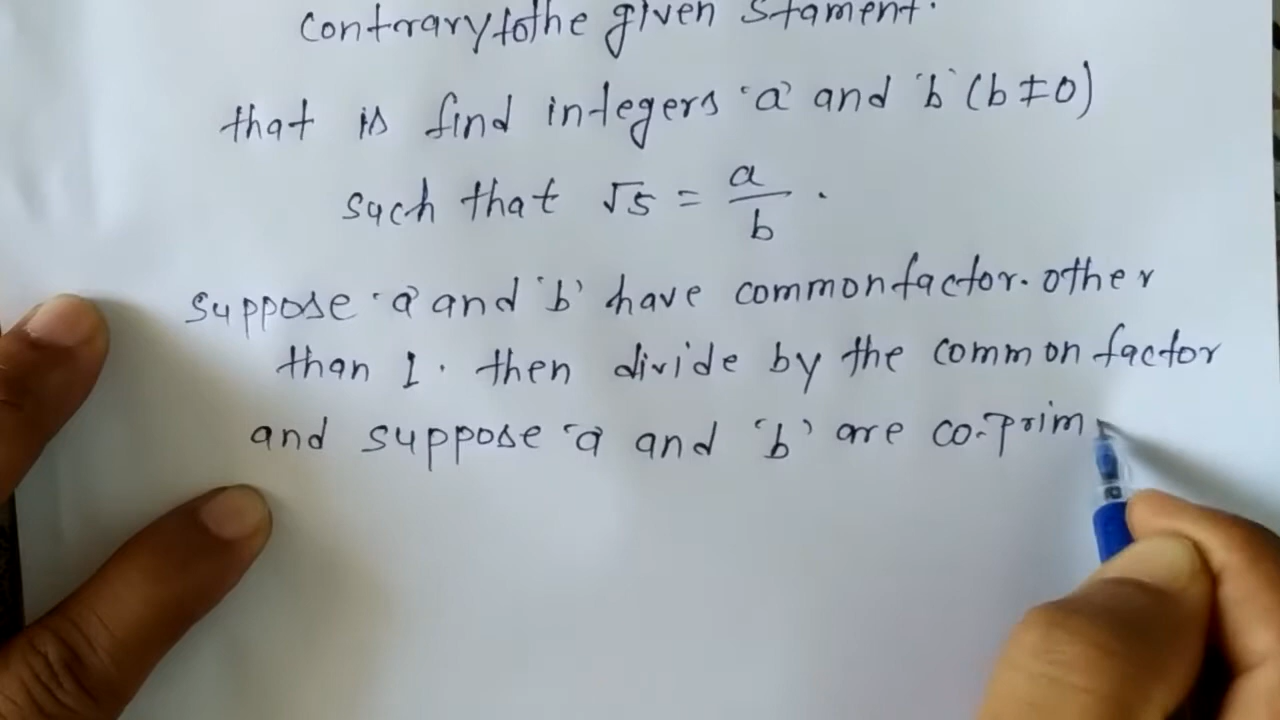 contrary to the given Stament.
that is find integers 'a' and 'b' (b≠0)
such that √5 = a/b .
suppose 'a' and 'b' have common factor. other
than 1. then divide by the common factor
and suppose 'a' and 'b' are co-prim